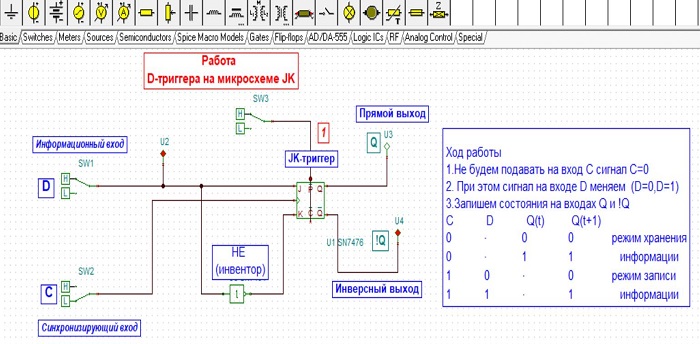 Basic Switches Meters Sources Semiconductors Spice Macro Models Gates Flip-flops AD/DA-555 Logic ICs RF Analog Control Special
Работа
D-триггера на микросхеме JK
SW3
H
L
1
Прямой выход
U3
Q
Информационный вход
U2
JK-триггер
SW1
H
L
D
J P Q
K C Q
U1 SN7476
U4
!Q
НЕ
(инвентор)
1
SW2
H
L
C
Инверсный выход
Синхронизирующий вход
Ход работы
1.Не будем подавать на вход С сигнал С=0
2. При этом сигнал на входе D меняем (D=0,D=1)
3.Запишем состояния на входах Q и !Q
C D Q(t) Q(t+1)
0 · 0 0 режим хранения
0 · 1 1 информации
1 0 · 0 режим записи
1 1 · 1 информации